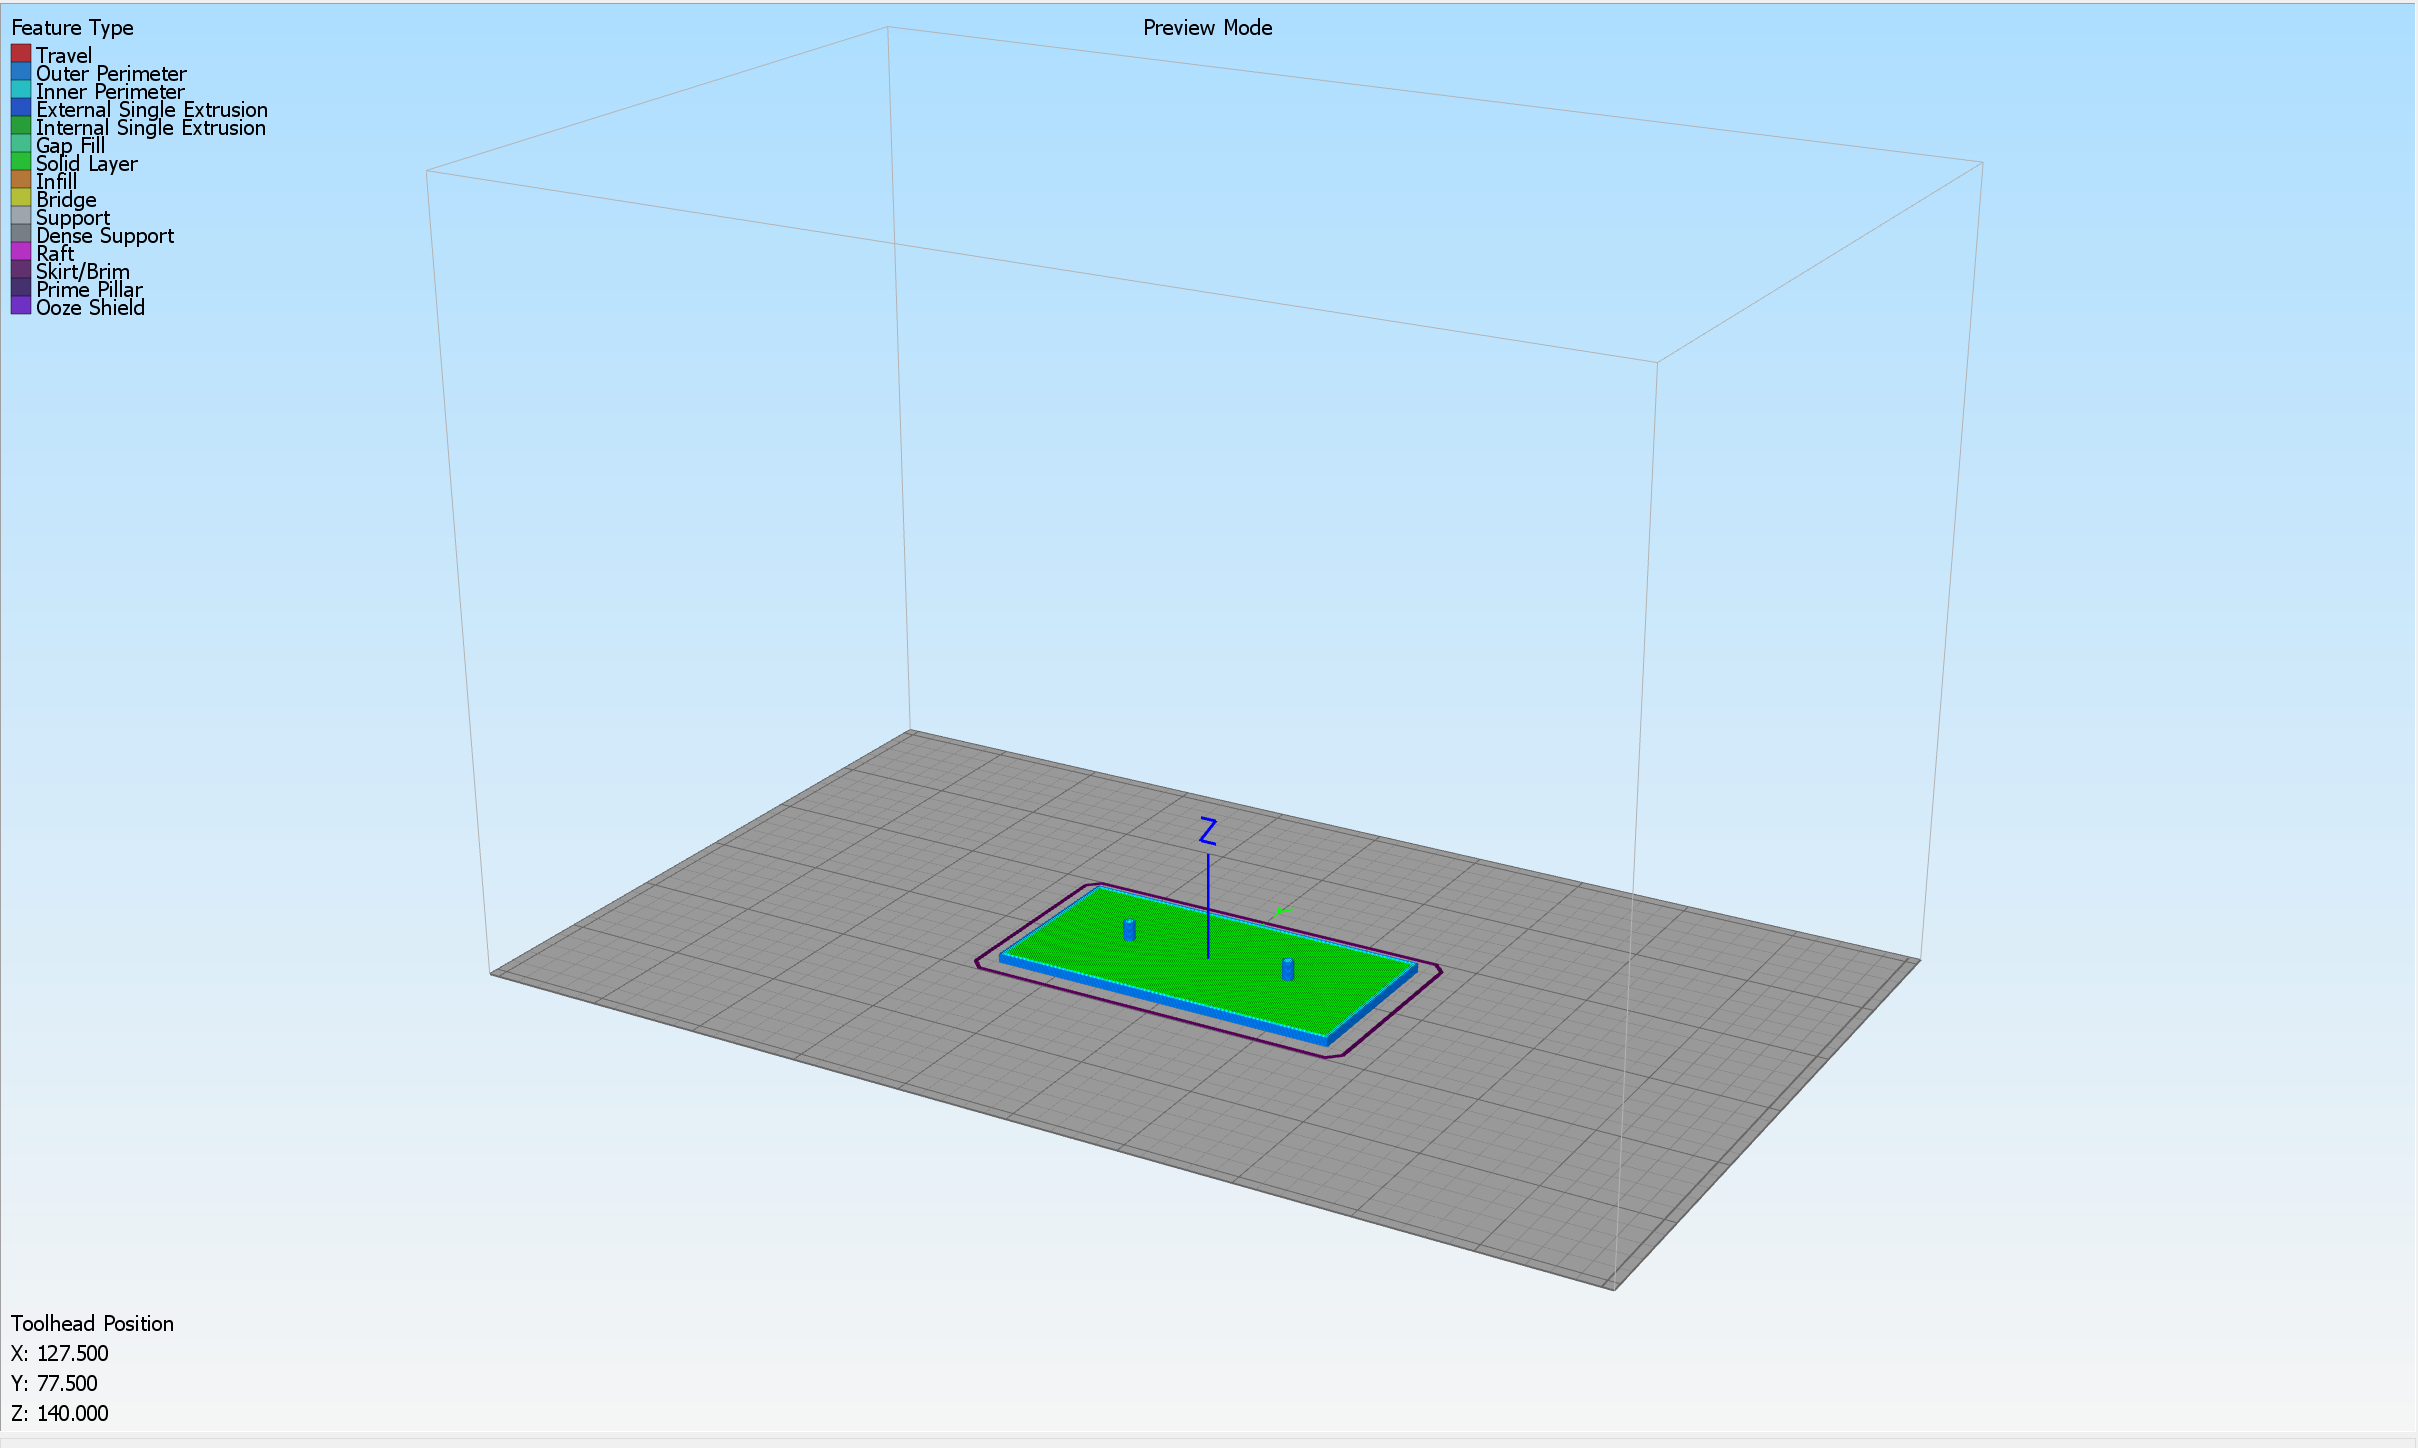 Feature Type
Preview Mode
Travel
Outer Perimeter
Inner Perimeter
External Single Extrusion
Internal Single Extrusion
Gap Fill
Solid Layer
Infill
Bridge
Support
Dense Support
Raft
Skirt/Brim
Prime Pillar
Ooze Shield
Z
Toolhead Position
X: 127.500
Y: 77.500
Z: 140.000